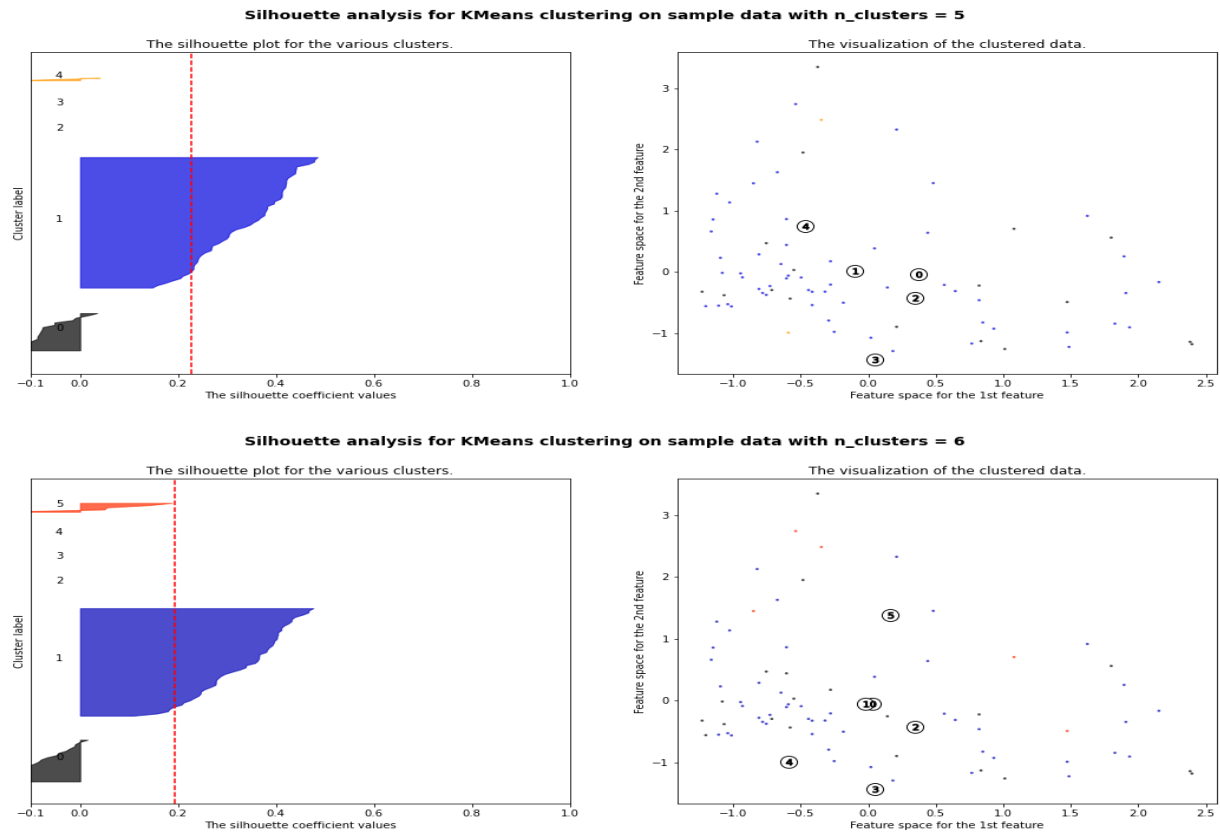 Silhouette analysis for KMeans clustering on sample data with n_clusters = 5
The silhouette plot for the various clusters.
Cluster label
4
3
2
1
0
−0.1 0.0 0.2 0.4 0.6 0.8 1.0
The silhouette coefficient values
The visualization of the clustered data.
Feature space for the 2nd feature
3
2
1
0
−1
4
1
0
2
3
−1.0 −0.5 0.0 0.5 1.0 1.5 2.0 2.5
Feature space for the 1st feature
Silhouette analysis for KMeans clustering on sample data with n_clusters = 6
The silhouette plot for the various clusters.
Cluster label
5
4
3
2
1
0
−0.1 0.0 0.2 0.4 0.6 0.8 1.0
The silhouette coefficient values
The visualization of the clustered data.
Feature space for the 2nd feature
3
2
1
0
−1
5
1 0
2
4
3
−1.0 −0.5 0.0 0.5 1.0 1.5 2.0 2.5
Feature space for the 1st feature